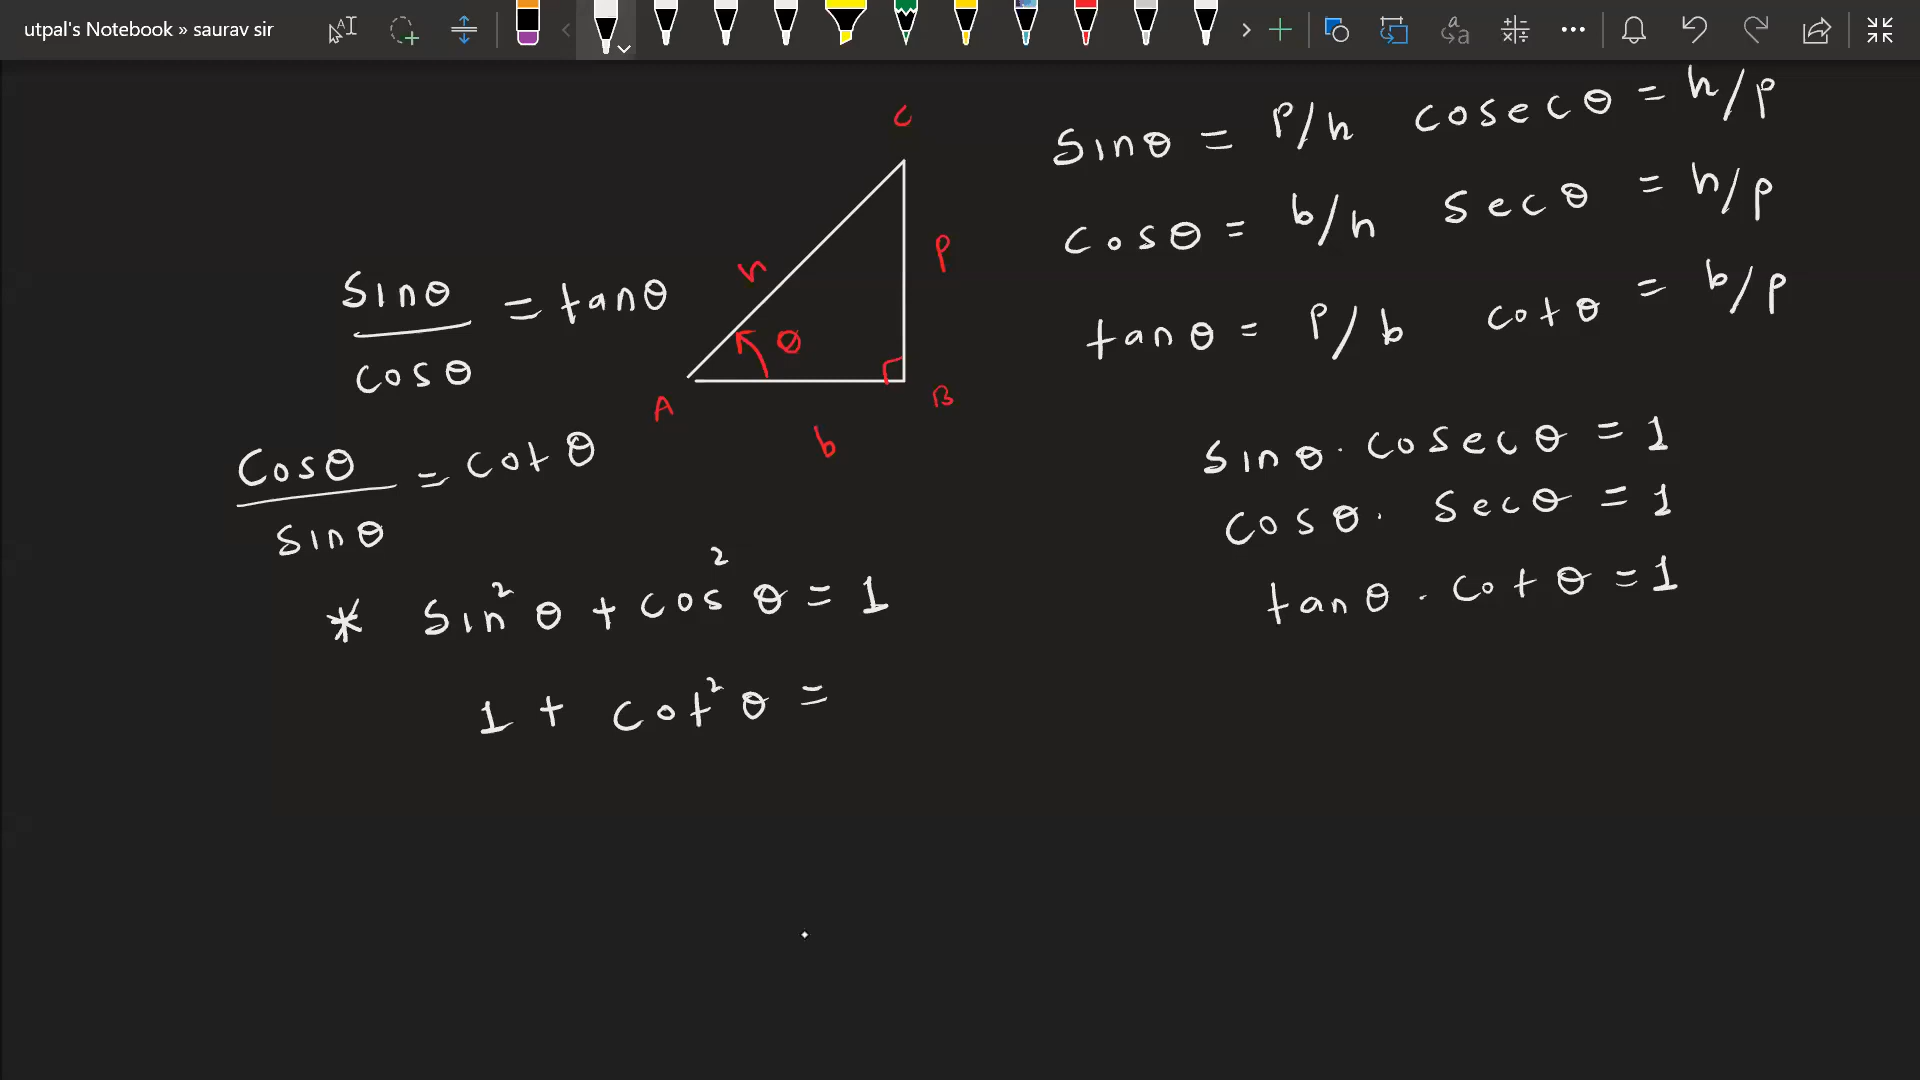 utpal's Notebook » saurav sir
C
sinθ = P/h cosecθ = h/p
cosθ = b/h secθ = h/p
tanθ = P/b cotθ = b/p
h
P
θ
A
B
b
sinθ/cosθ = tanθ
cosθ/sinθ = cotθ
sinθ · cosecθ = 1
cosθ · secθ = 1
tanθ · cotθ = 1
* sin²θ + cos²θ = 1
1 + cot²θ =